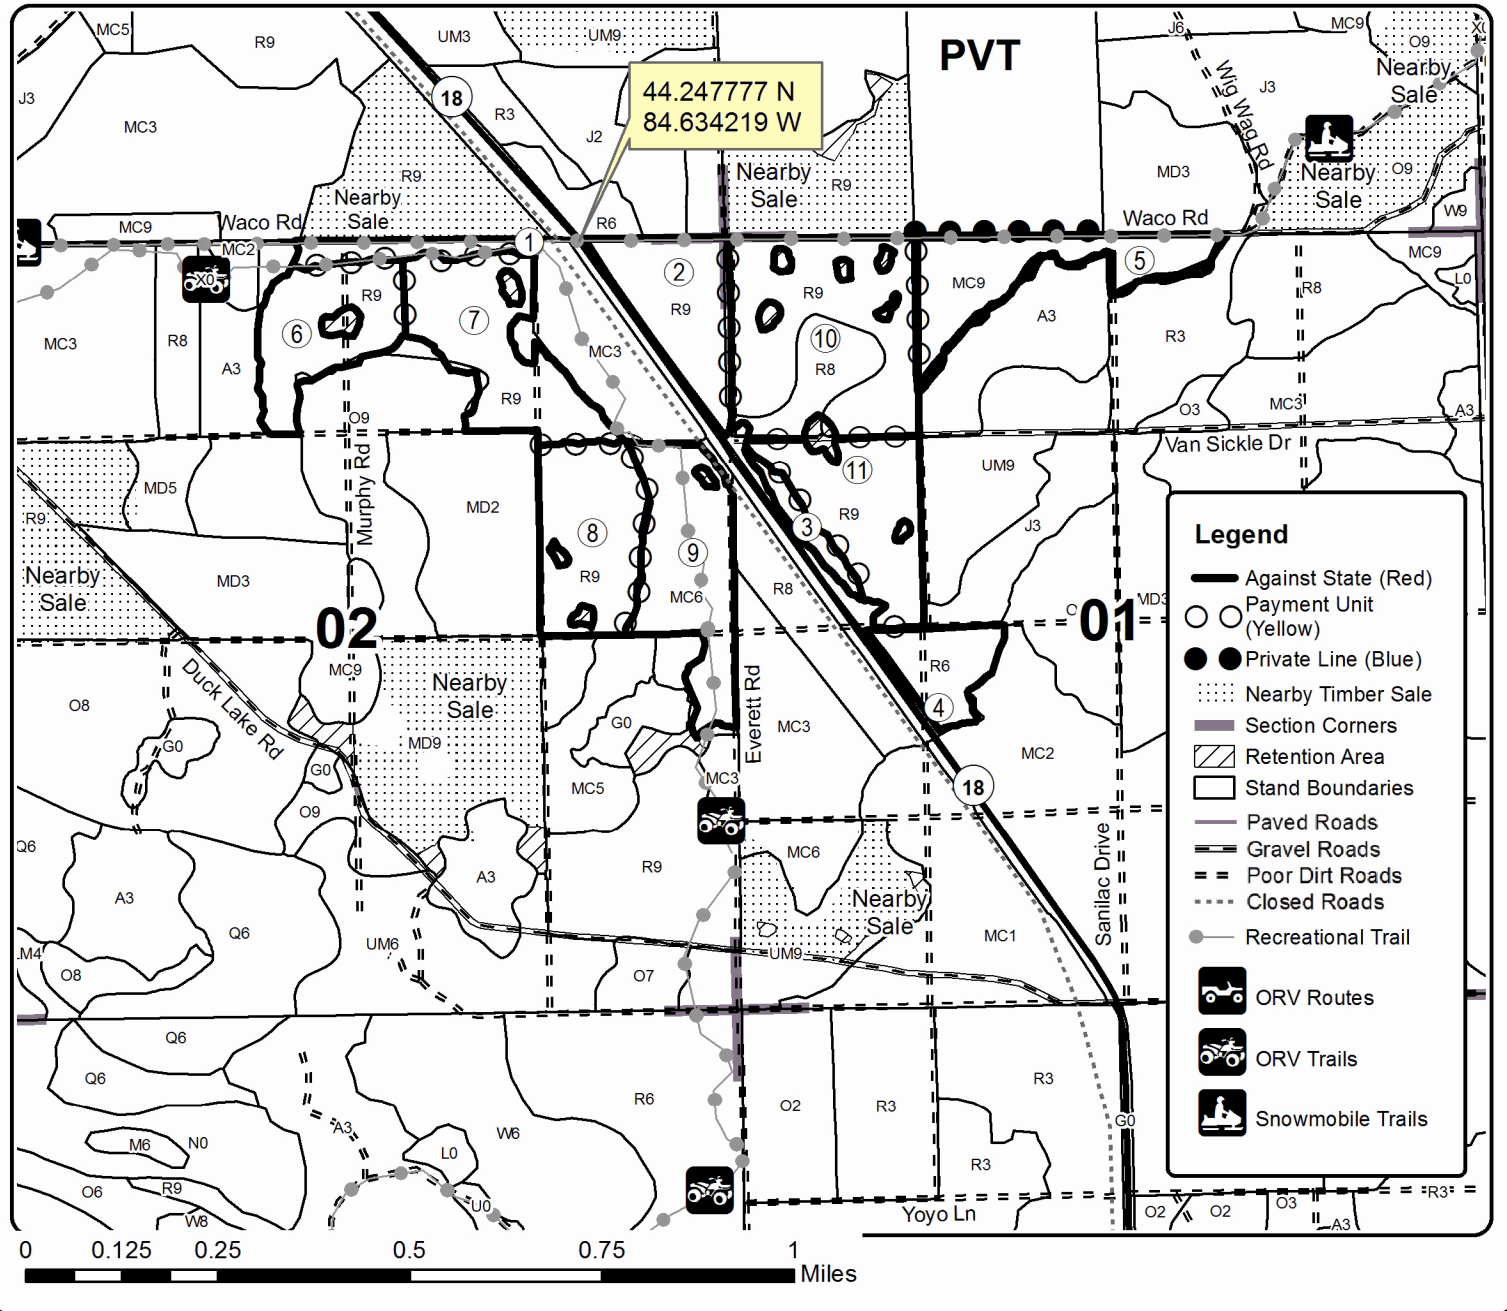 MC5
R9
UM3
UM9
PVT
J6
MC9
O9
X0
J3
MC3
18
R3
J2
44.247777 N
84.634219 W
Wig Wag Rd
J3
Nearby
Sale
R9
Nearby
Sale
Nearby
Sale
R9
MD3
Nearby
Sale
O9
MC9
Waco Rd
R6
Waco Rd
W9
MC2
1
X0
2
5
MC9
L0
MC3
R8
A3
6
R9
7
MC3
R9
R9
10
R8
MC9
A3
R3
R8
R9
O9
O3
MC3
A3
Van Sickle Dr
MD5
Murphy Rd
MD2
R9
8
R9
9
MC6
3
11
R9
R8
UM9
J3
Nearby
Sale
MD3
02
01
MD3
MC9
Duck Lake Rd
O8
G0
G0
O9
Nearby
Sale
MD9
G0
MC5
MC3
Everett Rd
MC3
R6
4
MC2
18
Q6
A3
Q6
A3
R9
MC6
Nearby
Sale
Sanilac Drive
LM4
O8
UM6
O7
UM9
MC1
Q6
Q6
M6
N0
O6
R9
W8
A3
L0
U0
W6
R6
O2
R3
R3
R3
G0
Yoyo Ln
O2
O2
O3
A3
R3
Legend
Against State (Red)
Payment Unit
(Yellow)
Private Line (Blue)
Nearby Timber Sale
Section Corners
Retention Area
Stand Boundaries
Paved Roads
Gravel Roads
Poor Dirt Roads
Closed Roads
Recreational Trail
ORV Routes
ORV Trails
Snowmobile Trails
0 0.125 0.25 0.5 0.75 1
Miles